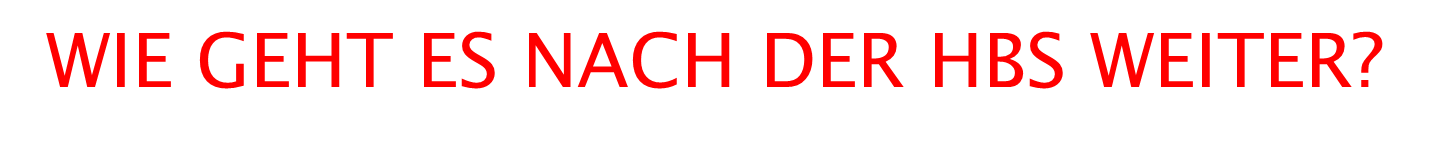 WIE GEHT ES NACH DER HBS WEITER?